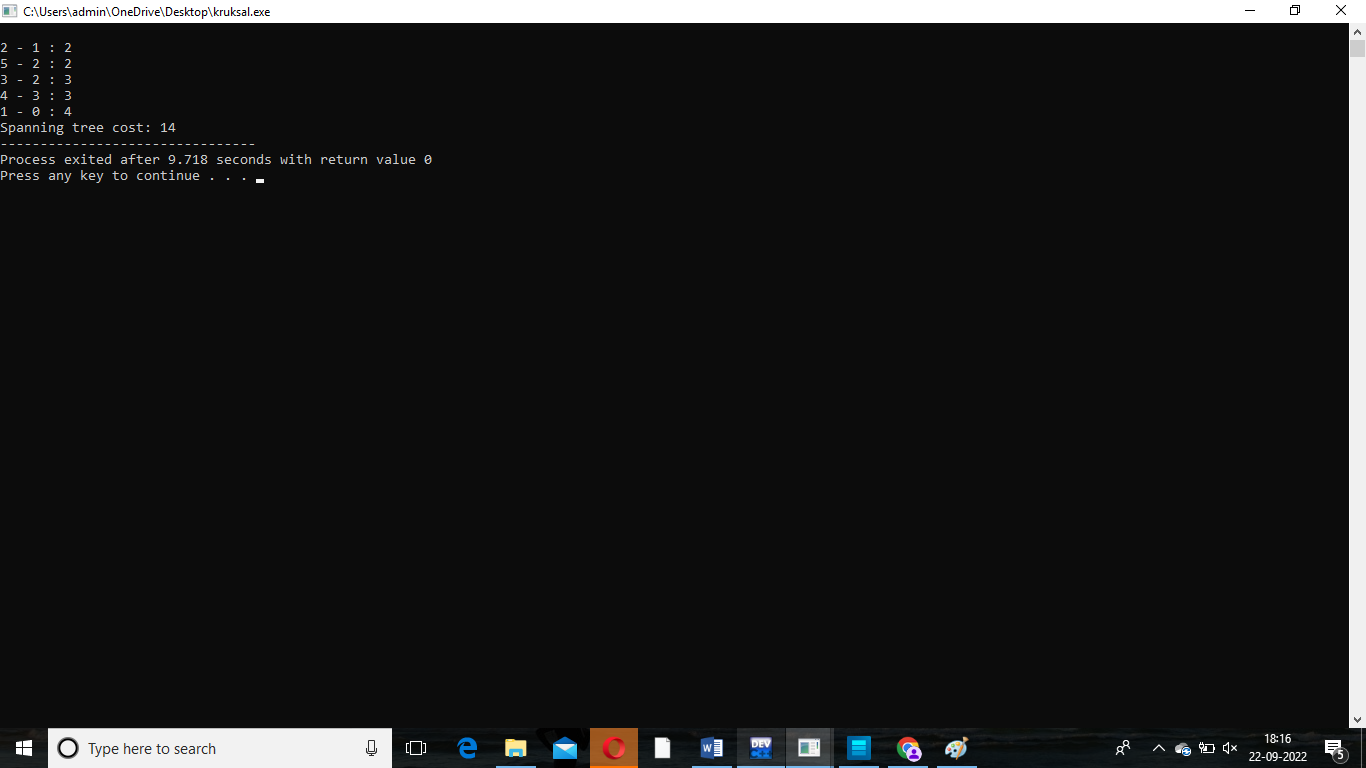 C:\Users\admin\OneDrive\Desktop\kruksal.exe
2 - 1 : 2
5 - 2 : 2
3 - 2 : 3
4 - 3 : 3
1 - 0 : 4
Spanning tree cost: 14
--------------------------------
Process exited after 9.718 seconds with return value 0
Press any key to continue . . .
Type here to search
DEV
18:16
22-09-2022
5